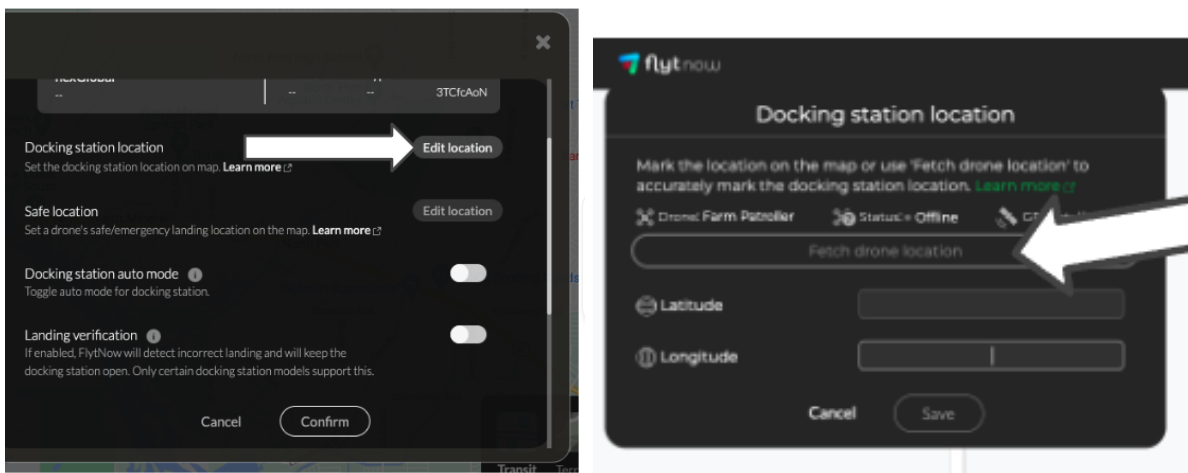 nexGlobal
-- -- -- 3TCfcAoN
Docking station location
Edit location
Set the docking station location on map. Learn more
Safe location
Edit location
Set a drone's safe/emergency landing location on the map. Learn more
Docking station auto mode
Toggle auto mode for docking station.
Landing verification
If enabled, FlytNow will detect incorrect landing and will keep the
docking station open. Only certain docking station models support this.
Cancel Confirm
Transit
flytnow
Docking station location
Mark the location on the map or use 'Fetch drone location' to
accurately mark the docking station location. Learn more
Drone: Farm Patroller Status: Offline
Fetch drone location
Latitude
Longitude
Cancel Save